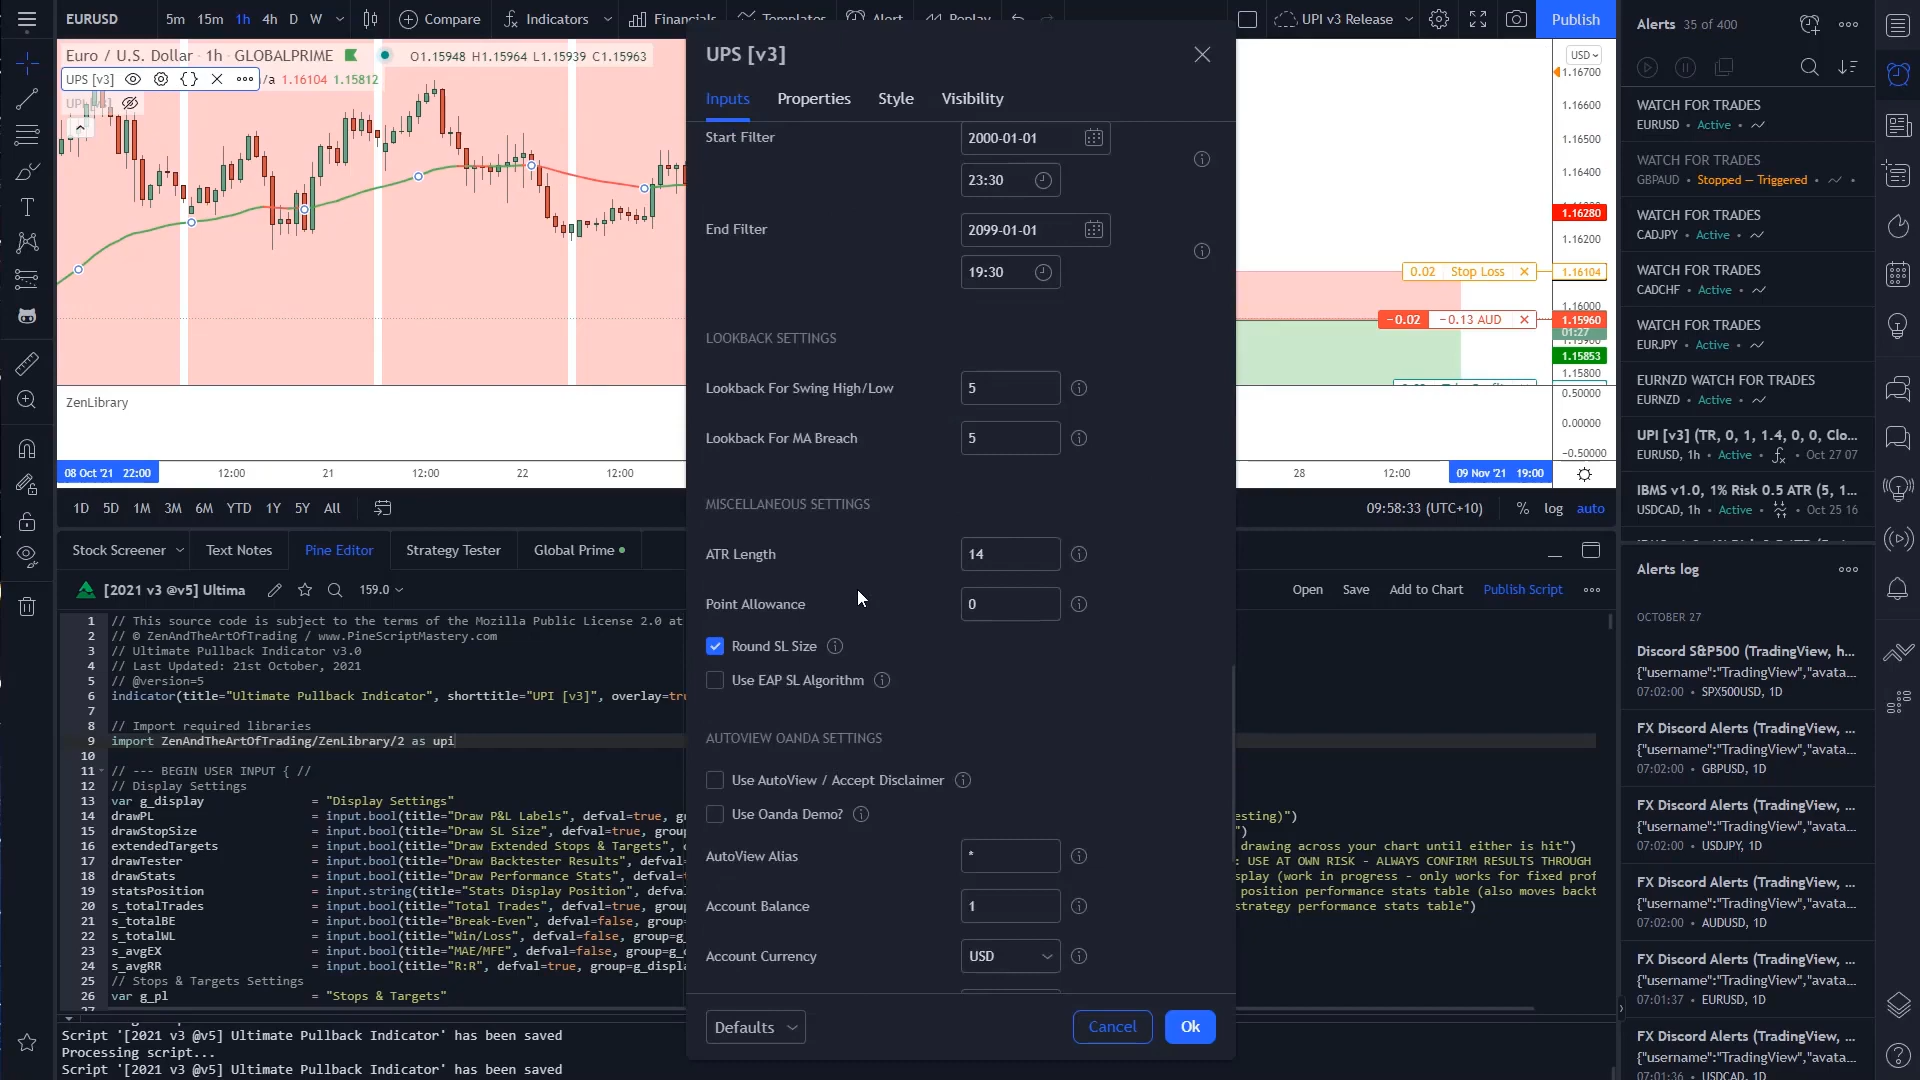 EURUSD 5m 15m 1h 4h D W Compare Indicators Financials Templates Alert Replay UPI v3 Release Publish
Euro / U.S. Dollar · 1h · GLOBALPRIME O1.15948 H1.15964 L1.15939 C1.15963
UPS [v3] /a 1.16104 1.15812
ZenLibrary
08 Oct '21 22:00 12:00 21 12:00 22 12:00 28 12:00 09 Nov '21 19:00
USD
1.16700
1.16600
1.16500
1.16400
1.16280
1.16200
0.02 Stop Loss 1.16104
1.16000
−0.02 −0.13 AUD 1.15960
01:27
1.15853
1.15800
0.50000
0.00000
-0.50000
1D 5D 1M 3M 6M YTD 1Y 5Y All 09:58:33 (UTC+10) % log auto
Stock Screener Text Notes Pine Editor Strategy Tester Global Prime
[2021 v3 @v5] Ultima 159.0 Open Save Add to Chart Publish Script
1 // This source code is subject to the terms of the Mozilla Public License 2.0 at
2 // © ZenAndTheArtOfTrading / www.PineScriptMastery.com
3 // Ultimate Pullback Indicator v3.0
4 // Last Updated: 21st October, 2021
5 // @version=5
6 indicator(title="Ultimate Pullback Indicator", shorttitle="UPI [v3]", overlay=tru
7
8 // Import required libraries
9 import ZenAndTheArtOfTrading/ZenLibrary/2 as upi
10
11 // --- BEGIN USER INPUT { //
12 // Display Settings
13 var g_display = "Display Settings"
14 drawPL = input.bool(title="Draw P&L Labels", defval=true, g esting)")
15 drawStopSize = input.bool(title="Draw SL Size", defval=true, group ")
16 extendedTargets = input.bool(title="Draw Extended Stops & Targets", drawing across your chart until either is hit")
17 drawTester = input.bool(title="Draw Backtester Results", defval : USE AT OWN RISK - ALWAYS CONFIRM RESULTS THROUGH
18 drawStats = input.bool(title="Draw Performance Stats", defval= splay (work in progress - only works for fixed prof
19 statsPosition = input.string(title="Stats Display Position", defval position performance stats table (also moves backt
20 s_totalTrades = input.bool(title="Total Trades", defval=true, group strategy performance stats table")
21 s_totalBE = input.bool(title="Break-Even", defval=false, group=
22 s_totalWL = input.bool(title="Win/Loss", defval=false, group=g_
23 s_avgEX = input.bool(title="MAE/MFE", defval=false, group=g_
24 s_avgRR = input.bool(title="R:R", defval=true, group=g_displa
25 // Stops & Targets Settings
26 var g_pl = "Stops & Targets"
27
Script '[2021 v3 @v5] Ultimate Pullback Indicator' has been saved
Processing script...
Script '[2021 v3 @v5] Ultimate Pullback Indicator' has been saved
UPS [v3]
Inputs Properties Style Visibility
Start Filter 2000-01-01
23:30
End Filter 2099-01-01
19:30
LOOKBACK SETTINGS
Lookback For Swing High/Low 5
Lookback For MA Breach 5
MISCELLANEOUS SETTINGS
ATR Length 14
Point Allowance 0
Round SL Size
Use EAP SL Algorithm
AUTOVIEW OANDA SETTINGS
Use AutoView / Accept Disclaimer
Use Oanda Demo?
AutoView Alias *
Account Balance 1
Account Currency USD
Defaults Cancel Ok
Alerts 35 of 400
WATCH FOR TRADES
EURUSD • Active •
WATCH FOR TRADES
GBPAUD • Stopped — Triggered •
WATCH FOR TRADES
CADJPY • Active •
WATCH FOR TRADES
CADCHF • Active •
WATCH FOR TRADES
EURJPY • Active •
EURNZD WATCH FOR TRADES
EURNZD • Active •
UPI [v3] (TR, 0, 1, 1.4, 0, 0, Clo...
EURUSD, 1h • Active • • Oct 27 07
IBMS v1.0, 1% Risk 0.5 ATR (5, 1...
USDCAD, 1h • Active • • Oct 25 16
Alerts log
OCTOBER 27
Discord S&P500 (TradingView, h...
{"username":"TradingView","avata...
07:02:00 • SPX500USD, 1D
FX Discord Alerts (TradingView, ...
{"username":"TradingView","avata...
07:02:00 • GBPUSD, 1D
FX Discord Alerts (TradingView, ...
{"username":"TradingView","avata...
07:02:00 • USDJPY, 1D
FX Discord Alerts (TradingView, ...
{"username":"TradingView","avata...
07:02:00 • AUDUSD, 1D
FX Discord Alerts (TradingView, ...
{"username":"TradingView","avata...
07:01:37 • EURUSD, 1D
FX Discord Alerts (TradingView, ...
{"username":"TradingView","avata...
07:01:36 • USDCAD, 1D